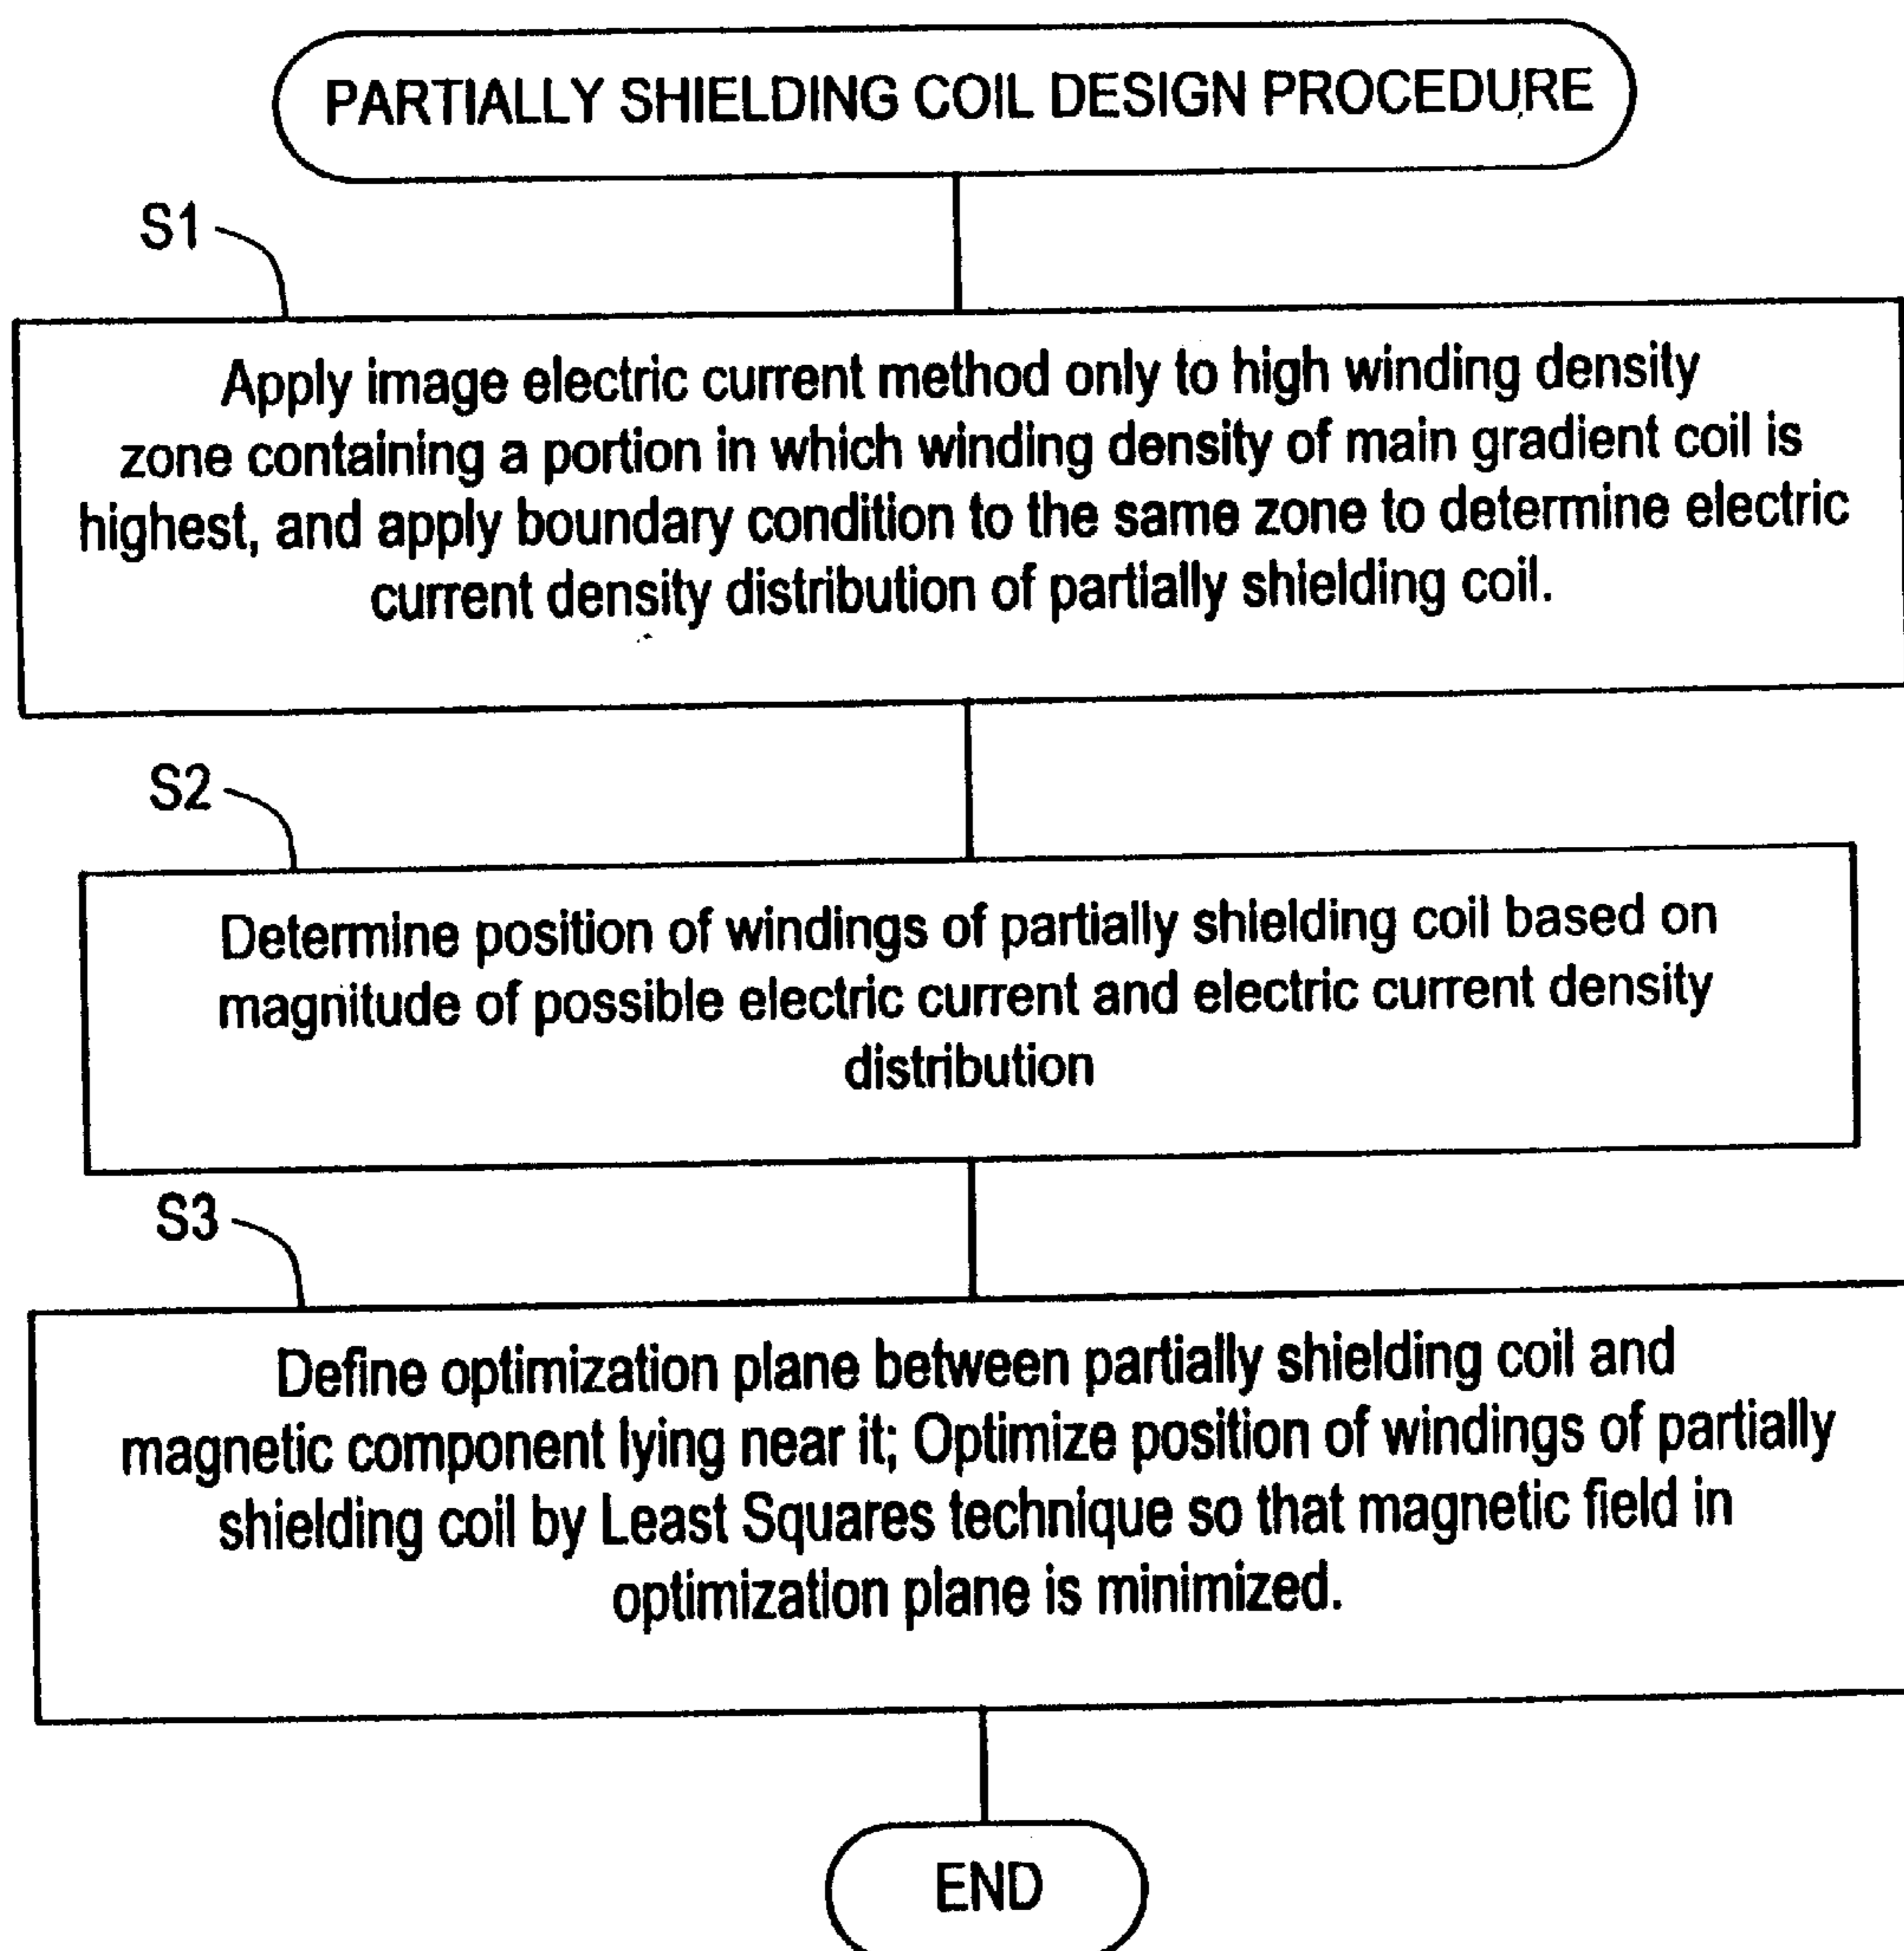 PARTIALLY SHIELDING COIL DESIGN PROCEDURE
S1
Apply image electric current method only to high winding density
zone containing a portion in which winding density of main gradient coil is
highest, and apply boundary condition to the same zone to determine electric
current density distribution of partially shielding coil.
S2
Determine position of windings of partially shielding coil based on
magnitude of possible electric current and electric current density
distribution
S3
Define optimization plane between partially shielding coil and
magnetic component lying near it; Optimize position of windings of partially
shielding coil by Least Squares technique so that magnetic field in
optimization plane is minimized.
END